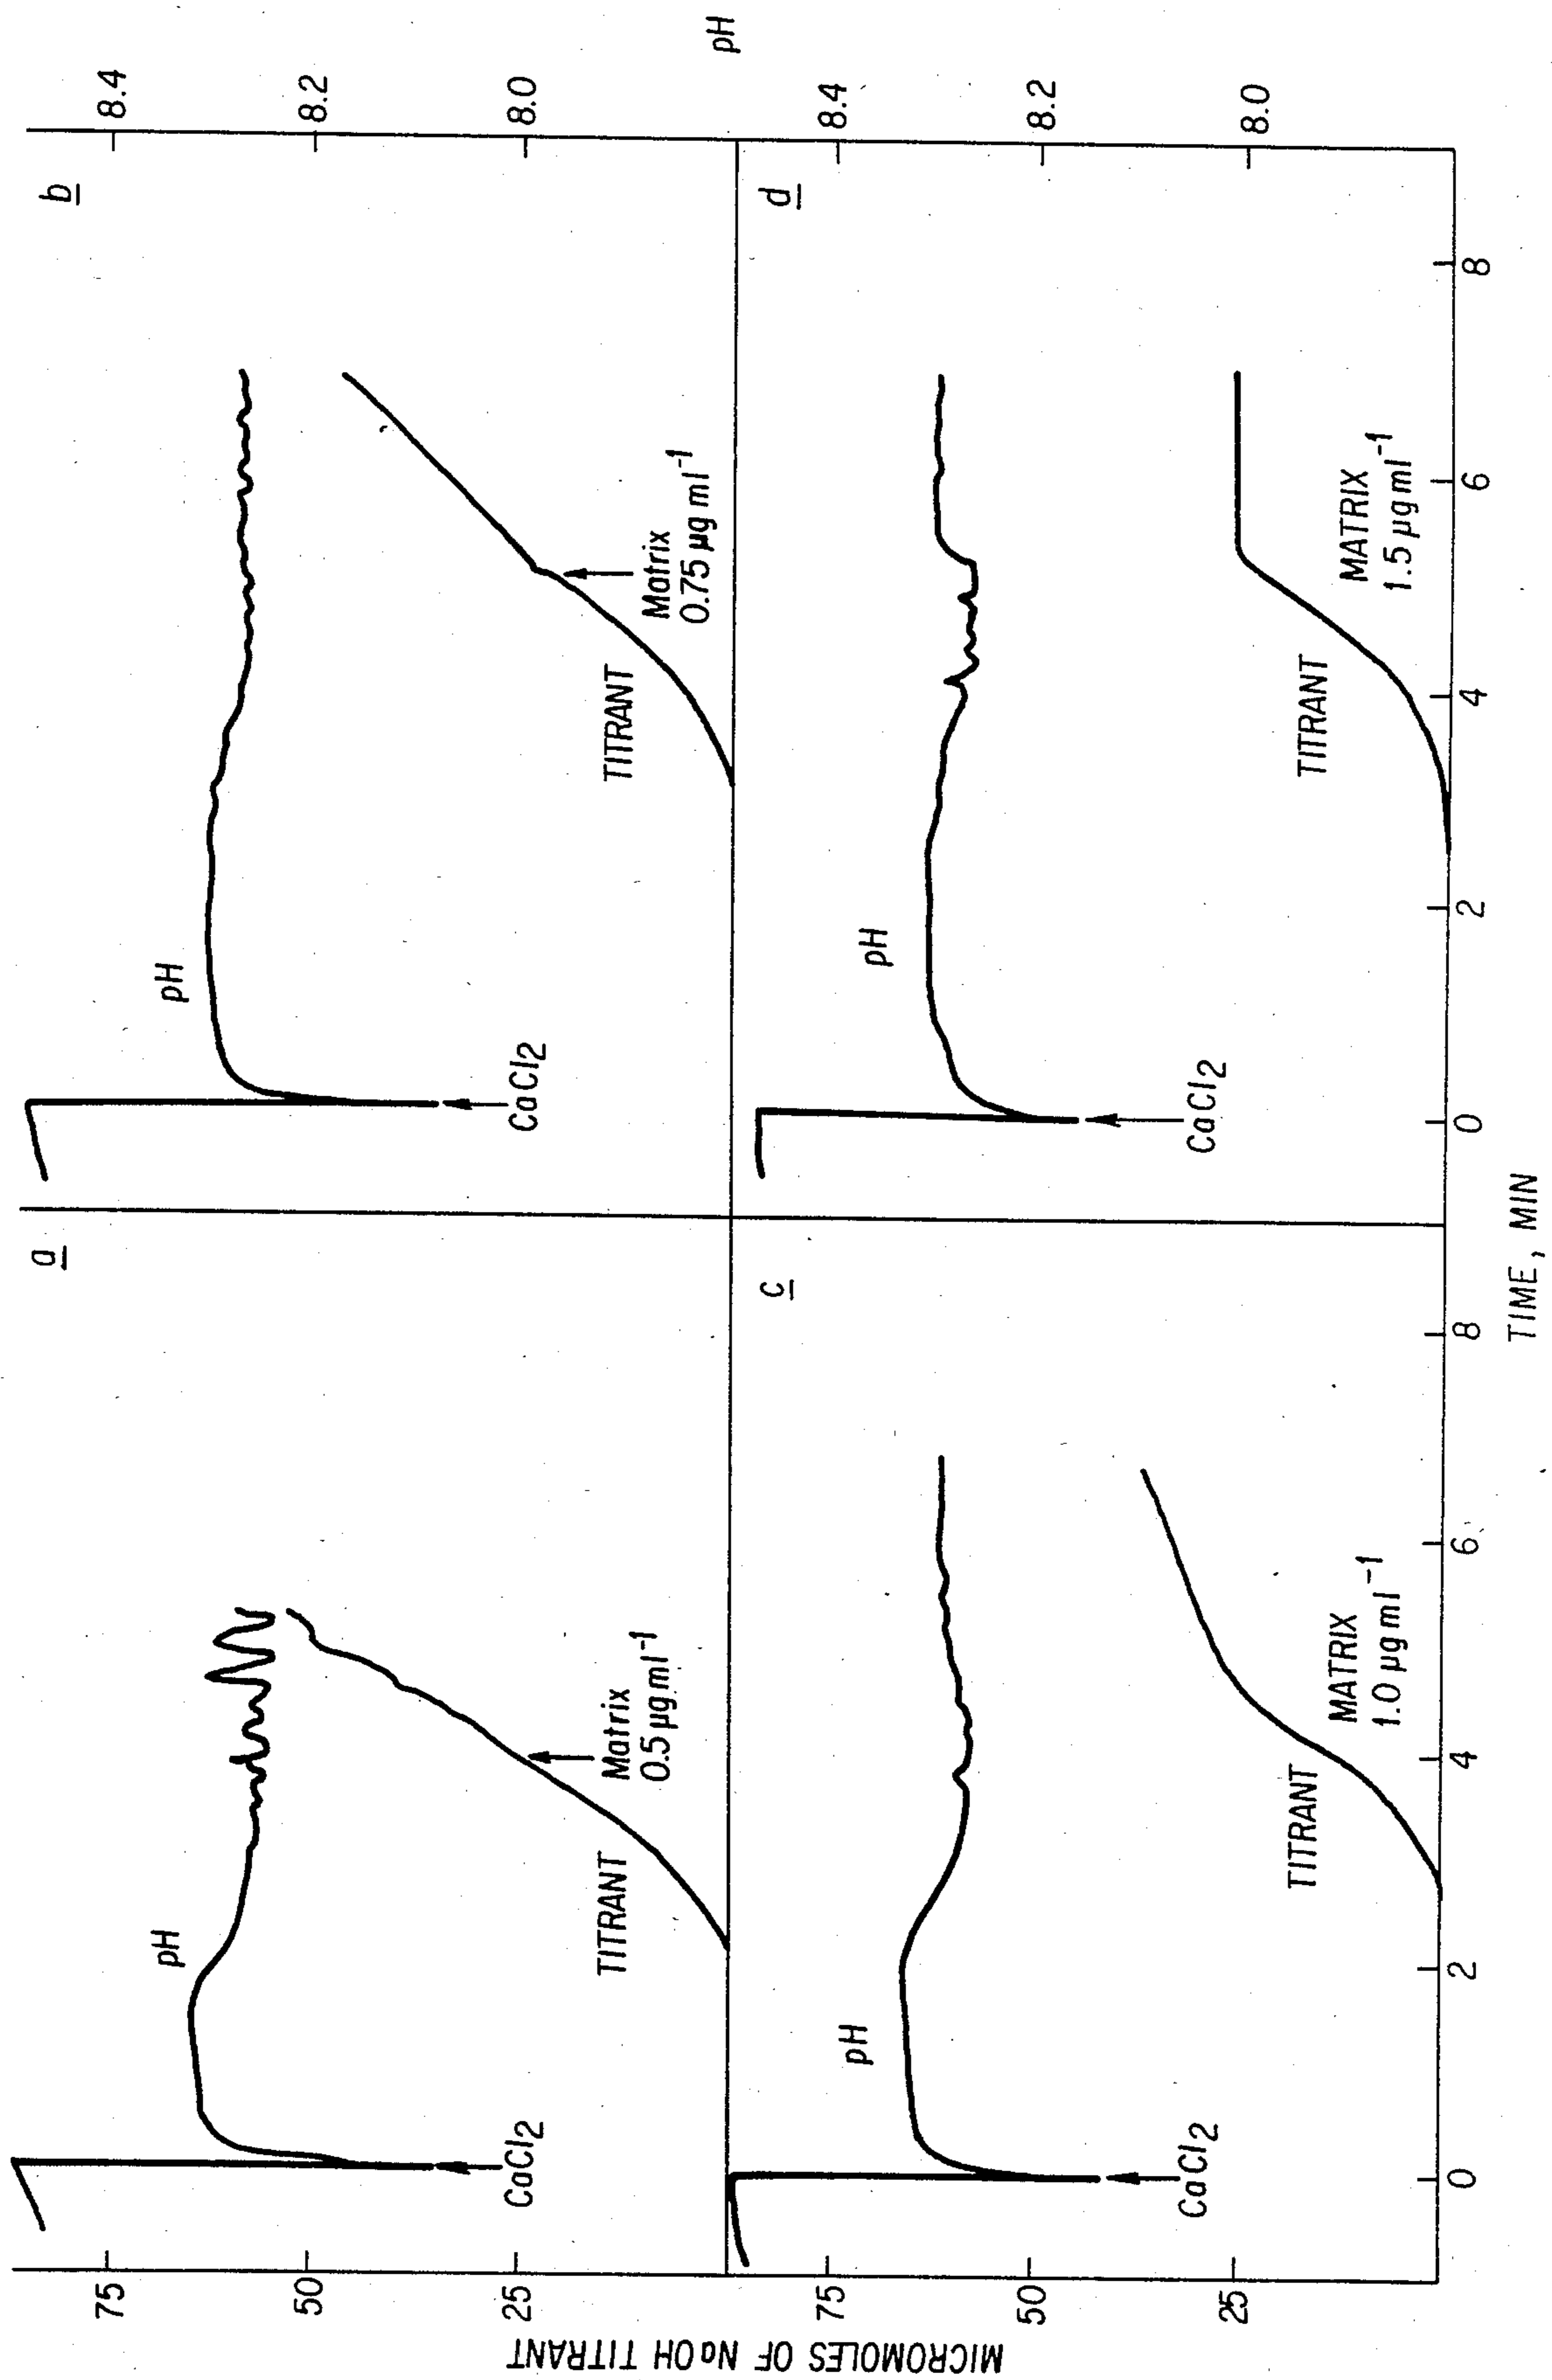 MICROMOLES OF NaOH TITRANT
75
50
25
a
pH
CaCl2
TITRANT
Matrix
0.5 µg ml-1
b
pH
CaCl2
TITRANT
Matrix
0.75 µg ml-1
8.4
8.2
8.0
pH
75
50
25
c
pH
CaCl2
TITRANT
MATRIX
1.0 µg ml-1
d
pH
CaCl2
TITRANT
MATRIX
1.5 µg ml-1
8.4
8.2
8.0
0 2 4 6 8
0 2 4 6 8
TIME, MIN